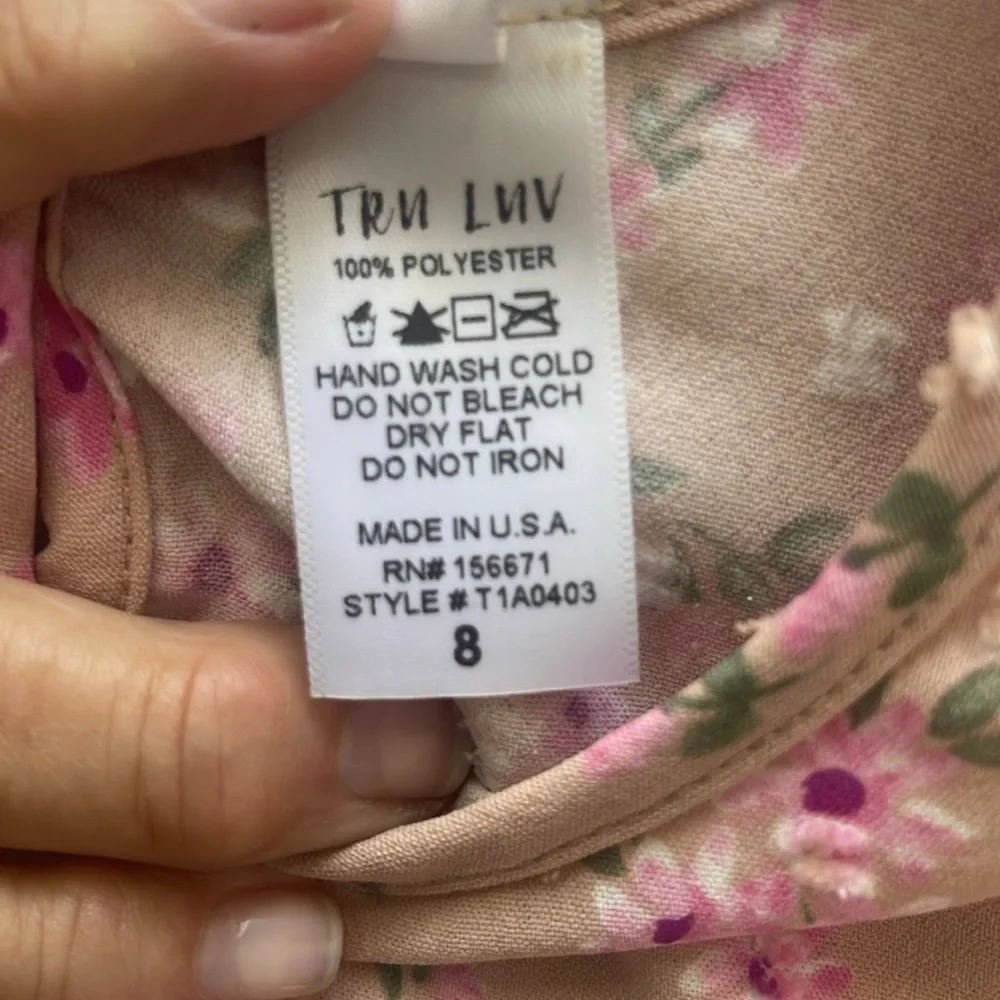 TRU LUV
100% POLYESTER
HAND WASH COLD
DO NOT BLEACH
DRY FLAT
DO NOT IRON
MADE IN U.S.A.
RN# 156671
STYLE # T1A0403
8